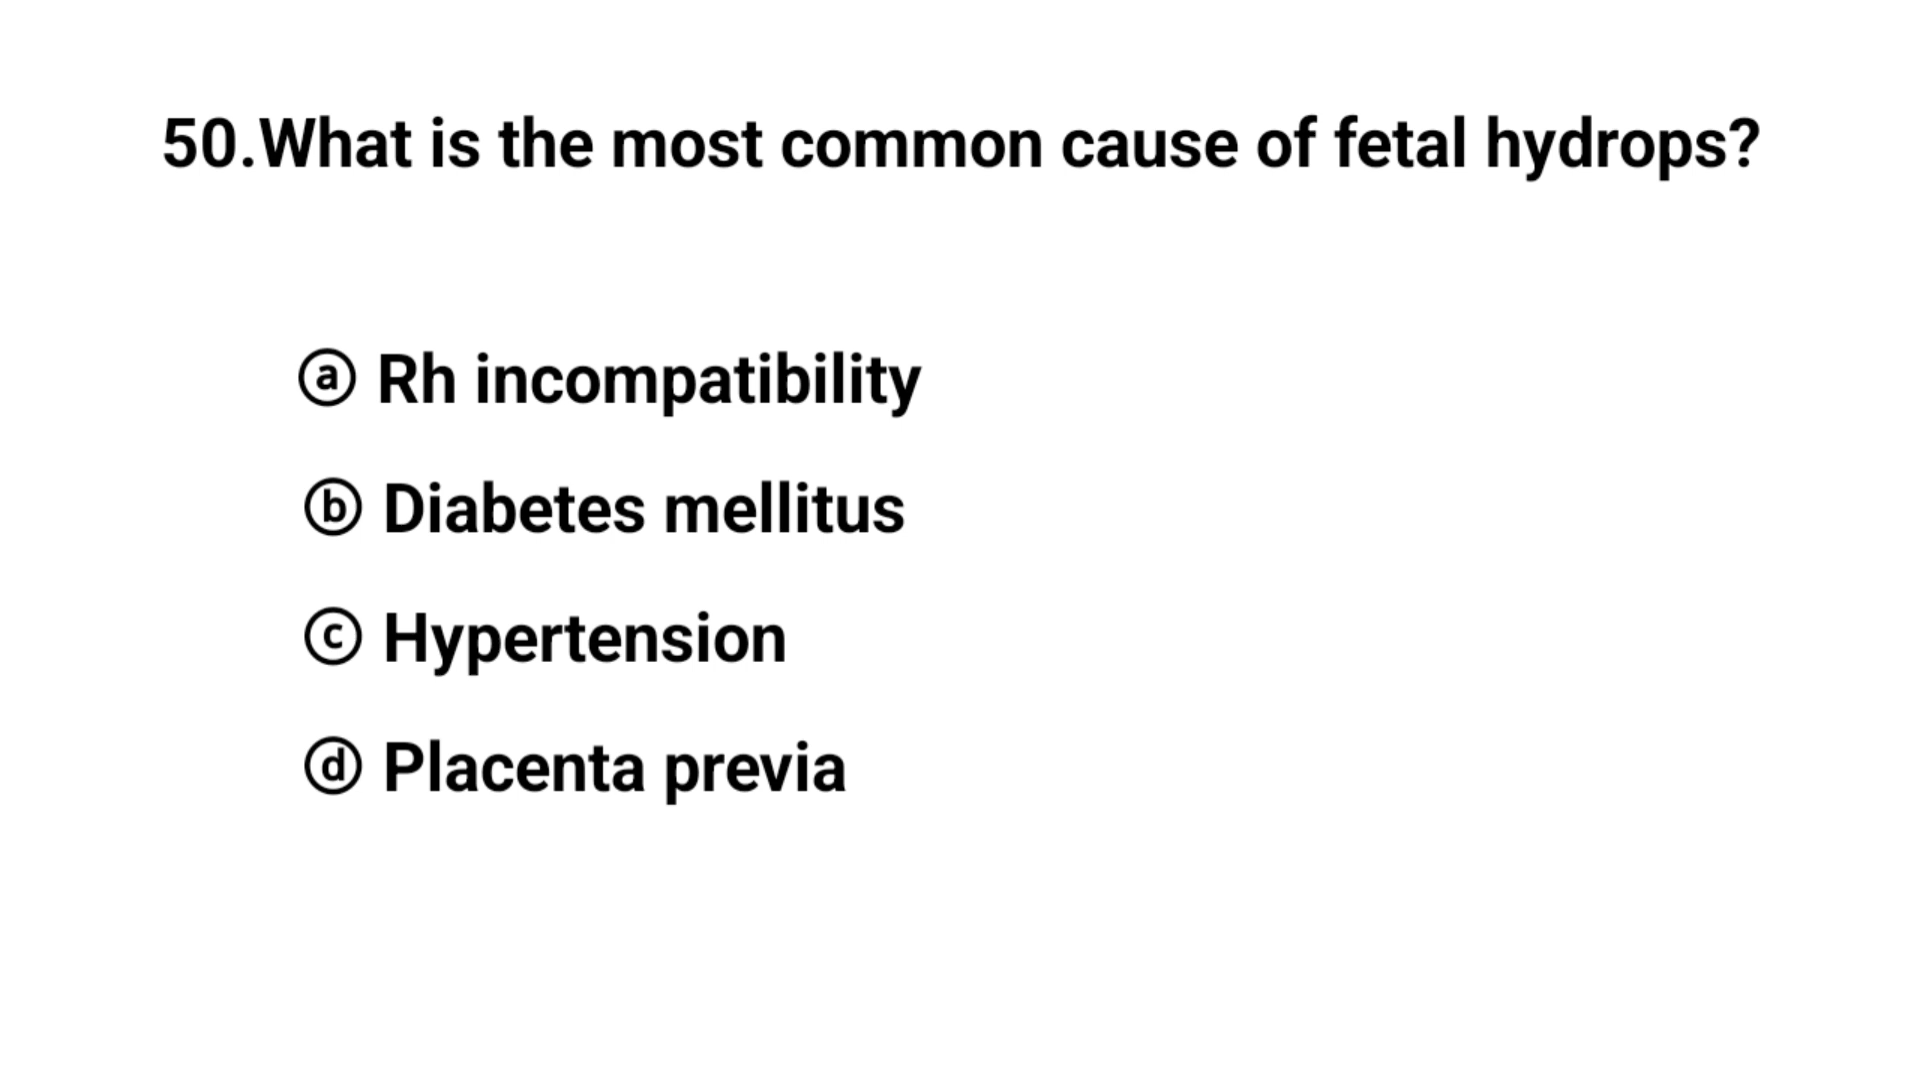 50.What is the most common cause of fetal hydrops?
ⓐ Rh incompatibility
ⓑ Diabetes mellitus
ⓒ Hypertension
ⓓ Placenta previa